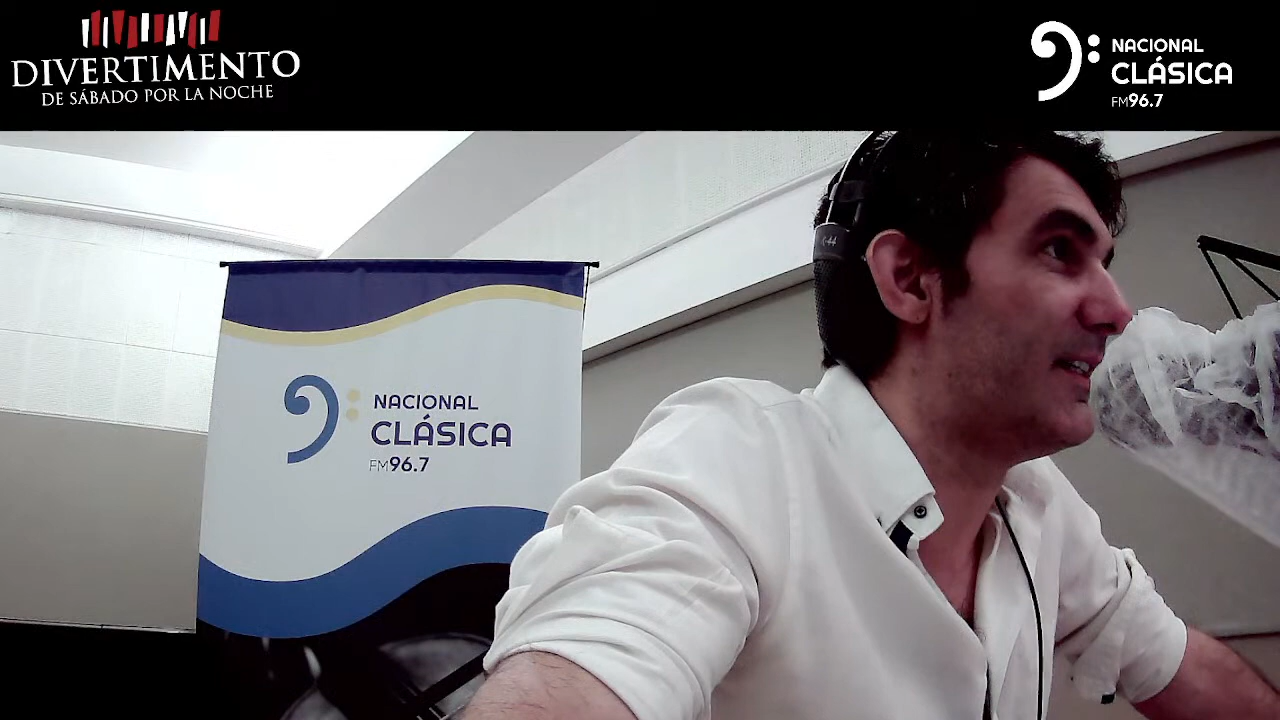 DIVERTIMENTO
DE SÁBADO POR LA NOCHE
NACIONAL
CLÁSICA
FM96.7
NACIONAL
CLÁSICA
FM96.7